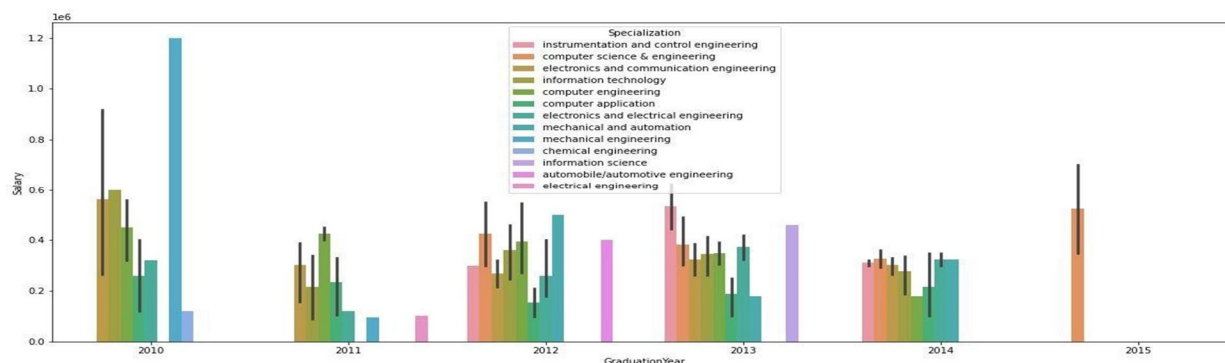 1e6
Specialization
instrumentation and control engineering
computer science & engineering
electronics and communication engineering
information technology
computer engineering
computer application
electronics and electrical engineering
mechanical and automation
mechanical engineering
chemical engineering
information science
automobile/automotive engineering
electrical engineering
1.2
1.0
0.8
0.6
0.4
0.2
0.0
Salary
2010 2011 2012 2013 2014 2015
GraduationYear